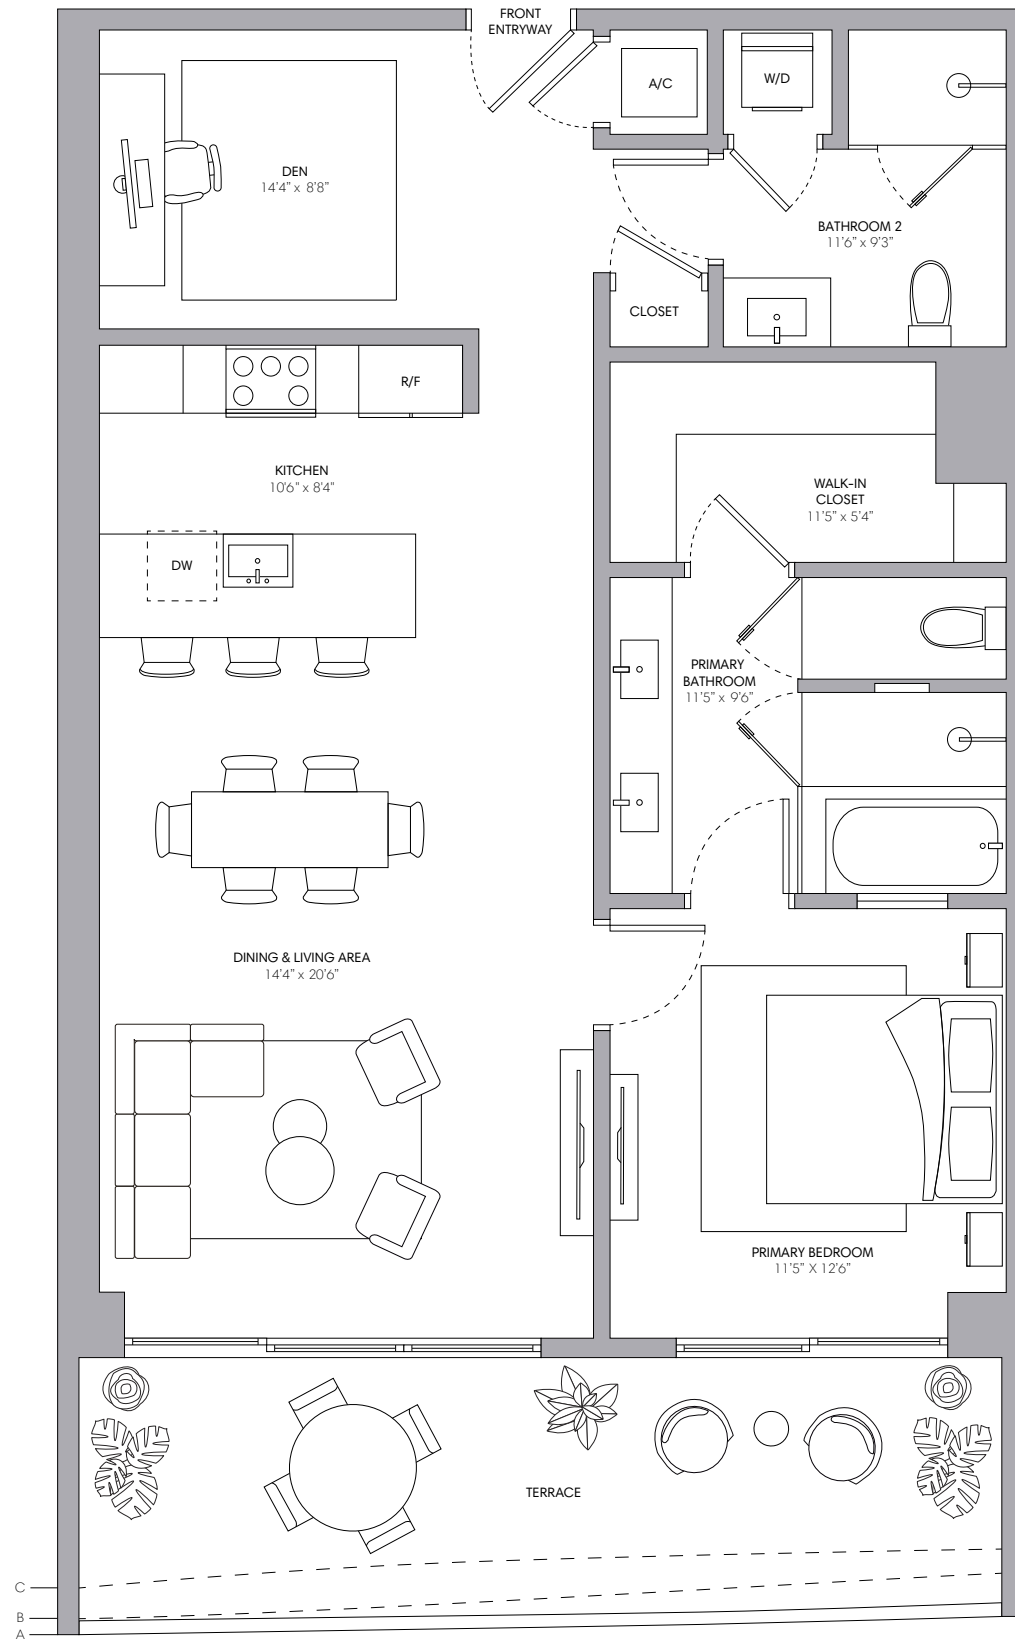 FRONT
ENTRYWAY
A/C
W/D
DEN
14'4" x 8'8"
BATHROOM 2
11'6" x 9'3"
CLOSET
R/F
KITCHEN
10'6" x 8'4"
WALK-IN
CLOSET
11'5" x 5'4"
DW
PRIMARY
BATHROOM
11'5" x 9'6"
DINING & LIVING AREA
14'4" x 20'6"
PRIMARY BEDROOM
11'5" X 12'6"
TERRACE
C
B
A